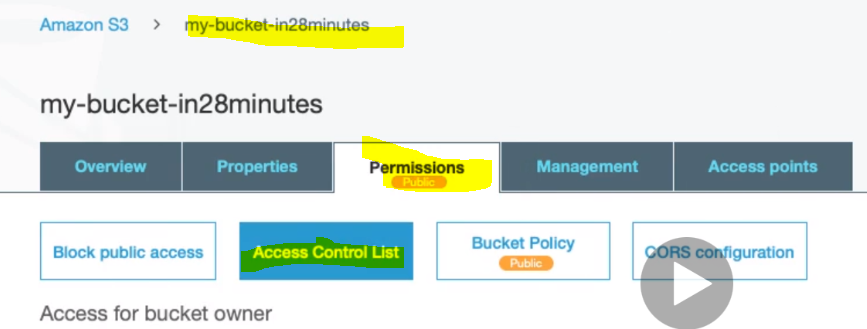 Amazon S3 > my-bucket-in28minutes
my-bucket-in28minutes
Overview Properties Permissions Management Access points
Public
Block public access Access Control List Bucket Policy CORS configuration
Public
Access for bucket owner